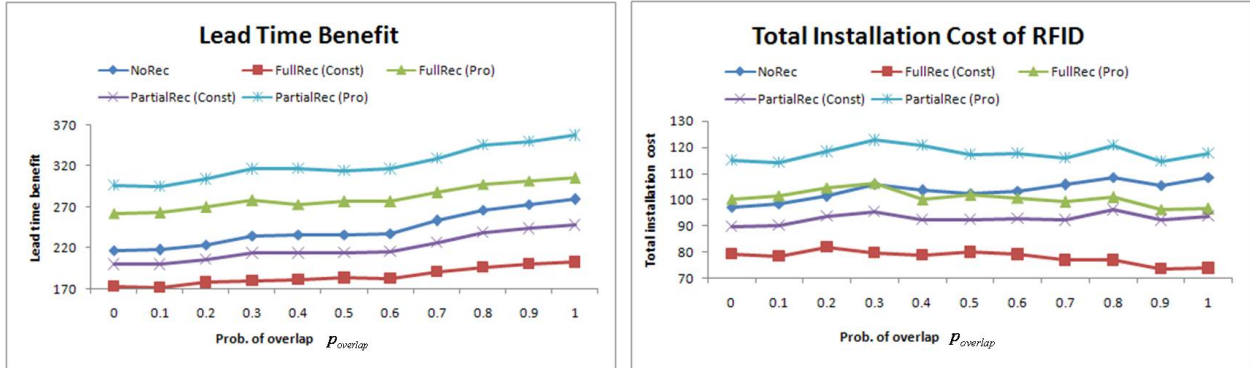 Lead Time Benefit
NoRec FullRec (Const) FullRec (Pro)
PartialRec (Const) PartialRec (Pro)
Lead time benefit
370
320
270
220
170
0 0.1 0.2 0.3 0.4 0.5 0.6 0.7 0.8 0.9 1
Prob. of overlap p overlap
Total Installation Cost of RFID
NoRec FullRec (Const) FullRec (Pro)
PartialRec (Const) PartialRec (Pro)
Total installation cost
130
120
110
100
90
80
70
0 0.1 0.2 0.3 0.4 0.5 0.6 0.7 0.8 0.9 1
Prob. of overlap p overlap